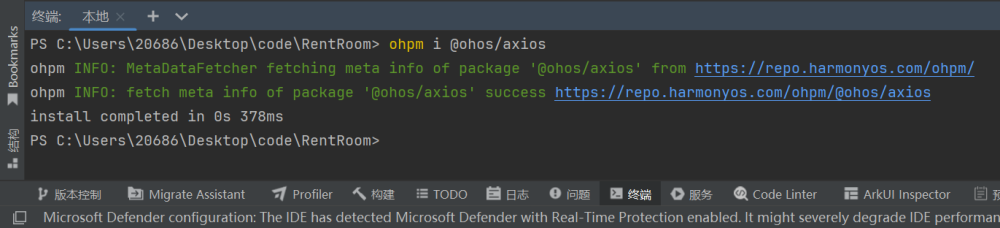 终端: 本地
PS C:\Users\20686\Desktop\code\RentRoom> ohpm i @ohos/axios
ohpm INFO: MetaDataFetcher fetching meta info of package '@ohos/axios' from https://repo.harmonyos.com/ohpm/
ohpm INFO: fetch meta info of package '@ohos/axios' success https://repo.harmonyos.com/ohpm/@ohos/axios
install completed in 0s 378ms
PS C:\Users\20686\Desktop\code\RentRoom>
Bookmarks
结构
版本控制 Migrate Assistant Profiler 构建 TODO 日志 问题 终端 服务 Code Linter ArkUI Inspector
Microsoft Defender configuration: The IDE has detected Microsoft Defender with Real-Time Protection enabled. It might severely degrade IDE performan